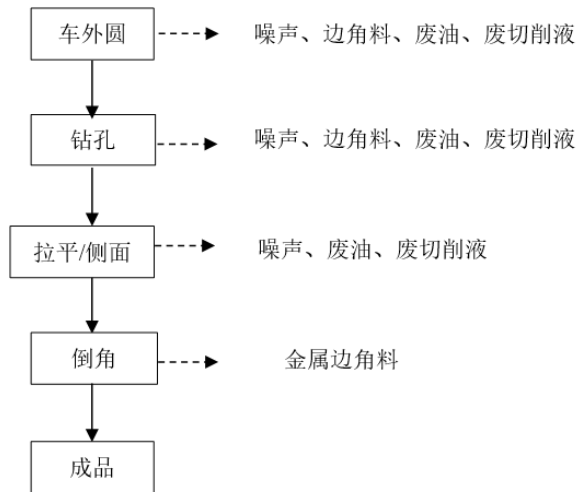 车外圆
噪声、边角料、废油、废切削液
钻孔
噪声、边角料、废油、废切削液
拉平/侧面
噪声、废油、废切削液
倒角
金属边角料
成品